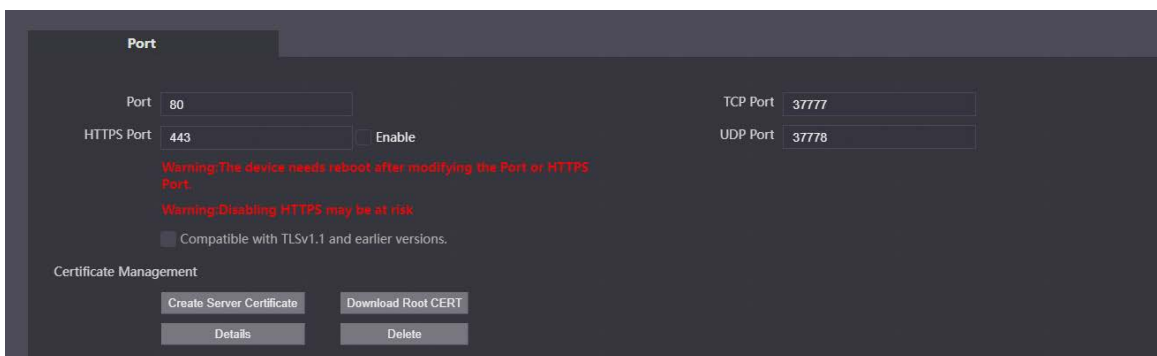 Port
Port 80 TCP Port 37777
HTTPS Port 443 Enable UDP Port 37778
Warning:The device needs reboot after modifying the Port or HTTPS
Port.
Warning:Disabling HTTPS may be at risk
Compatible with TLSv1.1 and earlier versions.
Certificate Management
Create Server Certificate Download Root CERT
Details Delete